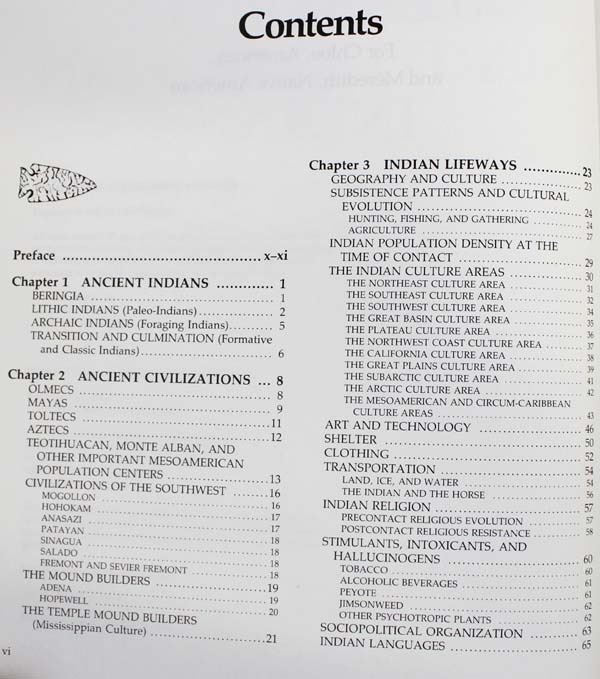 Contents
Preface ........ x–xi
Chapter 1 ANCIENT INDIANS ........ 1
BERINGIA ........ 1
LITHIC INDIANS (Paleo-Indians) ........ 2
ARCHAIC INDIANS (Foraging Indians) ........ 5
TRANSITION AND CULMINATION (Formative
and Classic Indians) ........ 6
Chapter 2 ANCIENT CIVILIZATIONS ... 8
OLMECS ........ 8
MAYAS ........ 9
TOLTECS ........ 11
AZTECS ........ 12
TEOTIHUACAN, MONTE ALBAN, AND
OTHER IMPORTANT MESOAMERICAN
POPULATION CENTERS ........ 13
CIVILIZATIONS OF THE SOUTHWEST ........ 16
MOGOLLON ........ 16
HOHOKAM ........ 16
ANASAZI ........ 17
PATAYAN ........ 17
SINAGUA ........ 18
SALADO ........ 18
FREMONT AND SEVIER FREMONT ........ 18
THE MOUND BUILDERS ........ 19
ADENA ........ 19
HOPEWELL ........ 20
THE TEMPLE MOUND BUILDERS
(Mississippian Culture) ........ 21
vi
Chapter 3 INDIAN LIFEWAYS ........ 23
GEOGRAPHY AND CULTURE ........ 23
SUBSISTENCE PATTERNS AND CULTURAL
EVOLUTION ........ 24
HUNTING, FISHING, AND GATHERING ........ 24
AGRICULTURE ........ 27
INDIAN POPULATION DENSITY AT THE
TIME OF CONTACT ........ 29
THE INDIAN CULTURE AREAS ........ 30
THE NORTHEAST CULTURE AREA ........ 31
THE SOUTHEAST CULTURE AREA ........ 32
THE SOUTHWEST CULTURE AREA ........ 34
THE GREAT BASIN CULTURE AREA ........ 35
THE PLATEAU CULTURE AREA ........ 36
THE NORTHWEST COAST CULTURE AREA ........ 37
THE CALIFORNIA CULTURE AREA ........ 38
THE GREAT PLAINS CULTURE AREA ........ 39
THE SUBARCTIC CULTURE AREA ........ 41
THE ARCTIC CULTURE AREA ........ 42
THE MESOAMERICAN AND CIRCUM-CARIBBEAN
CULTURE AREAS ........ 43
ART AND TECHNOLOGY ........ 46
SHELTER ........ 50
CLOTHING ........ 52
TRANSPORTATION ........ 54
LAND, ICE, AND WATER ........ 54
THE INDIAN AND THE HORSE ........ 56
INDIAN RELIGION ........ 57
PRECONTACT RELIGIOUS EVOLUTION ........ 57
POSTCONTACT RELIGIOUS RESISTANCE ........ 58
STIMULANTS, INTOXICANTS, AND
HALLUCINOGENS ........ 60
TOBACCO ........ 60
ALCOHOLIC BEVERAGES ........ 61
PEYOTE ........ 61
JIMSONWEED ........ 62
OTHER PSYCHOTROPIC PLANTS ........ 62
SOCIOPOLITICAL ORGANIZATION ........ 63
INDIAN LANGUAGES ........ 65